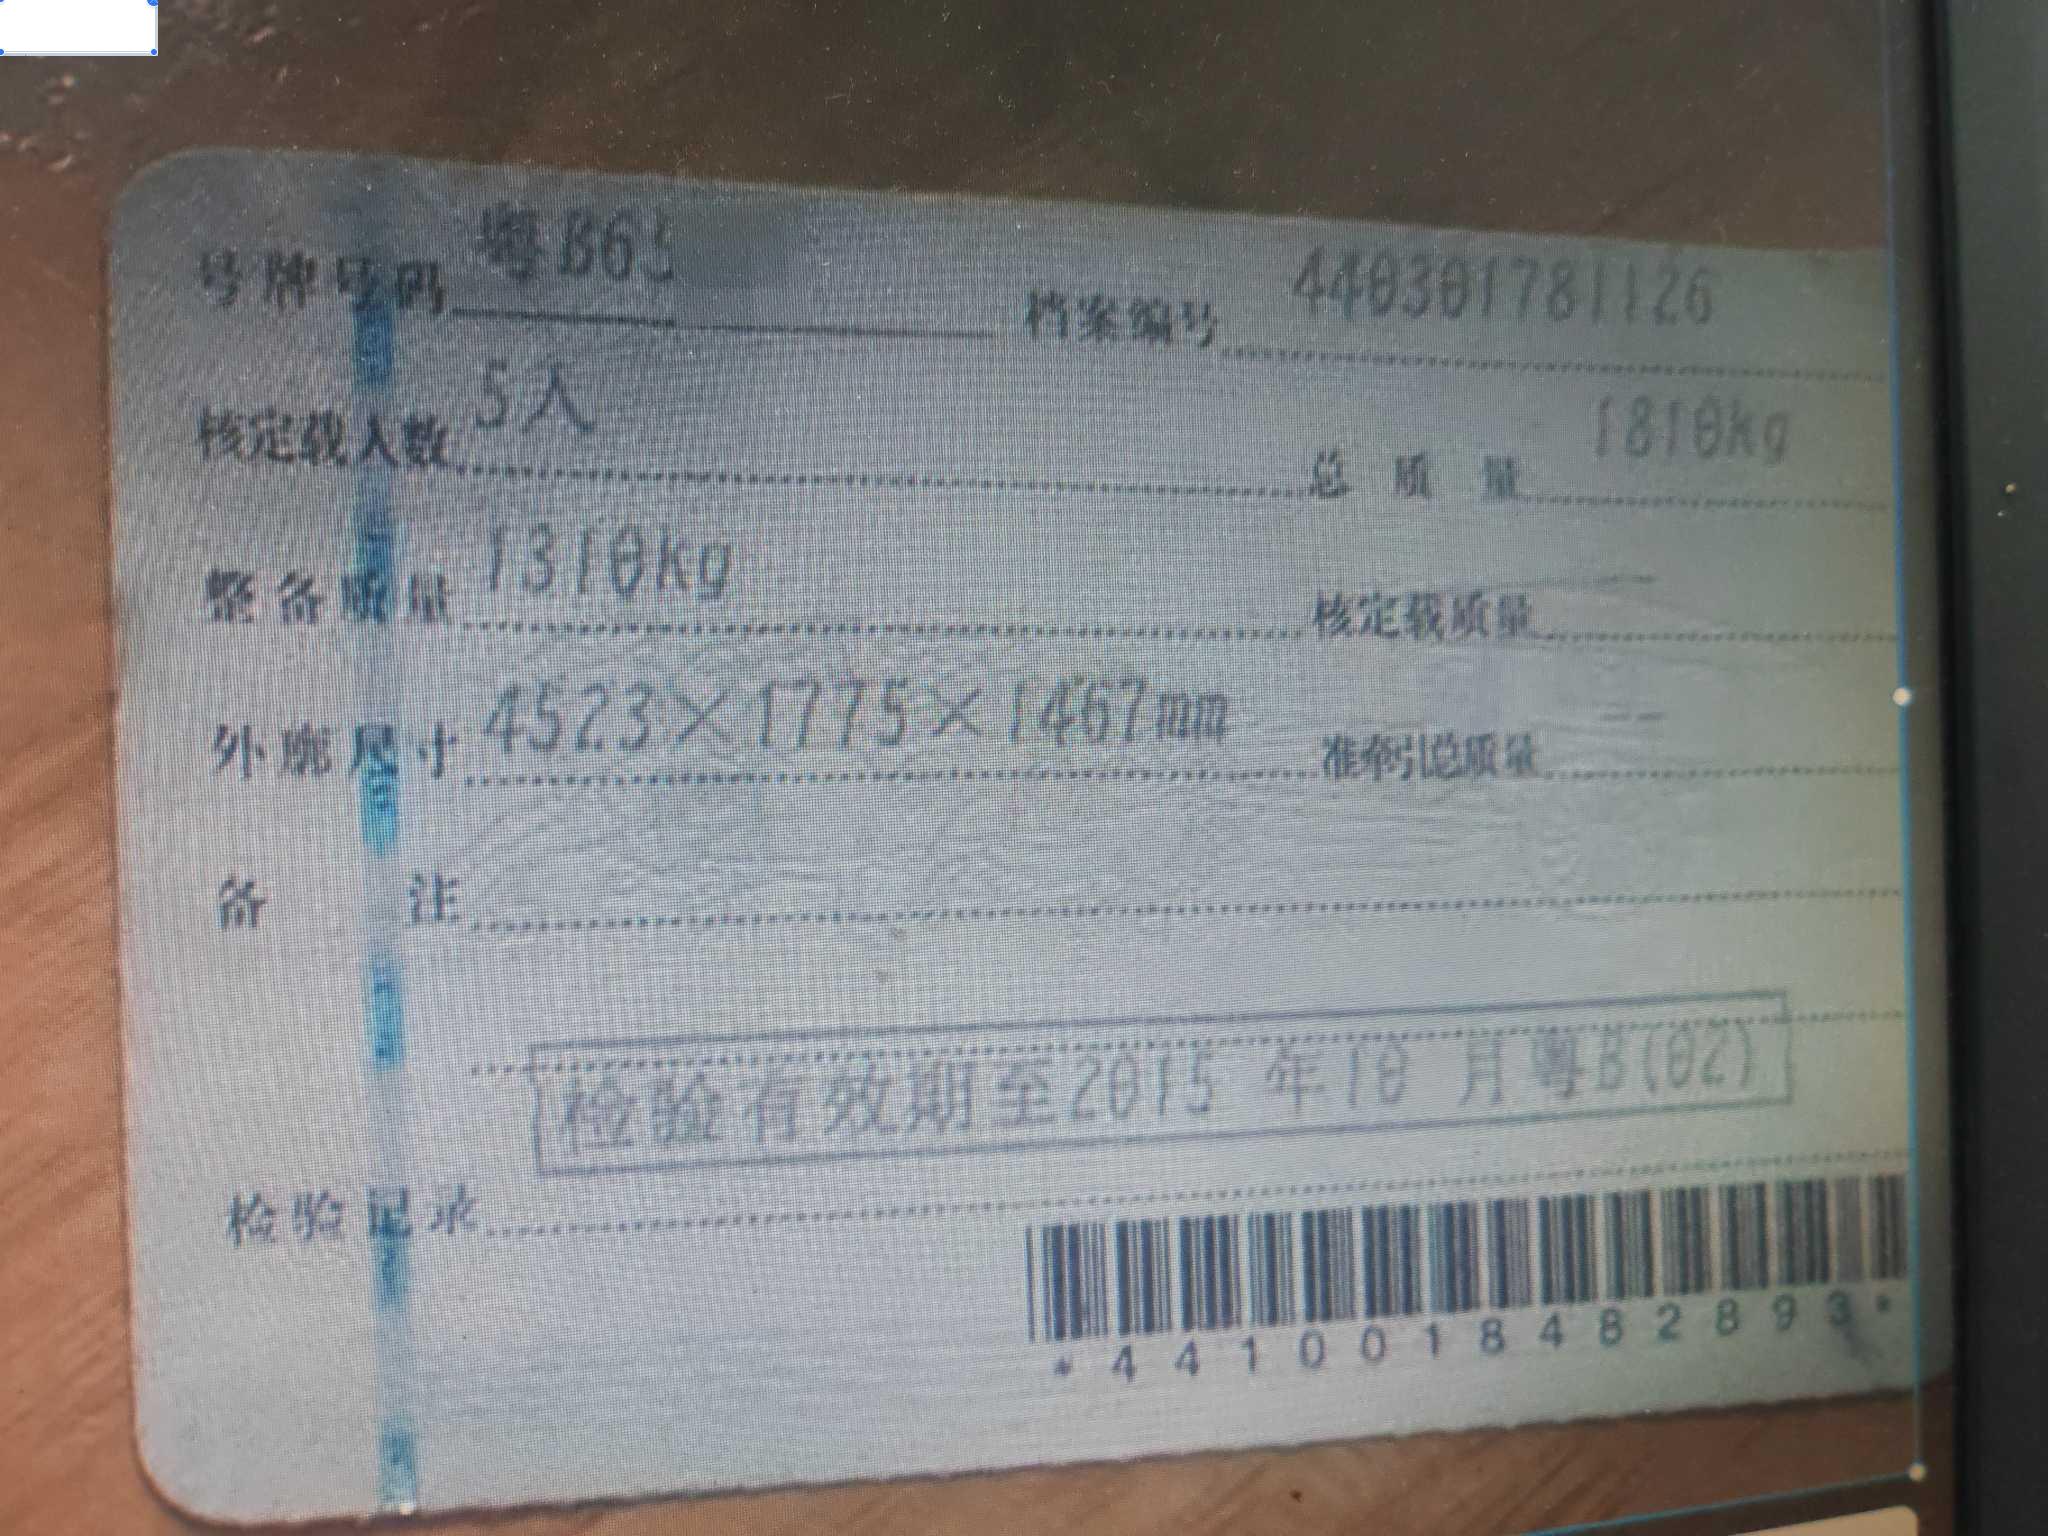 号牌号码 粤B65 档案编号 440301781126
核定载人数 5人 总质量 1810kg
整备质量 1310kg 核定载质量 --
外廓尺寸 4523×1775×1467mm 准牵引总质量 --
备注
检验有效期至2015 年10 月粤B(02)
检验记录
*4410018482893*